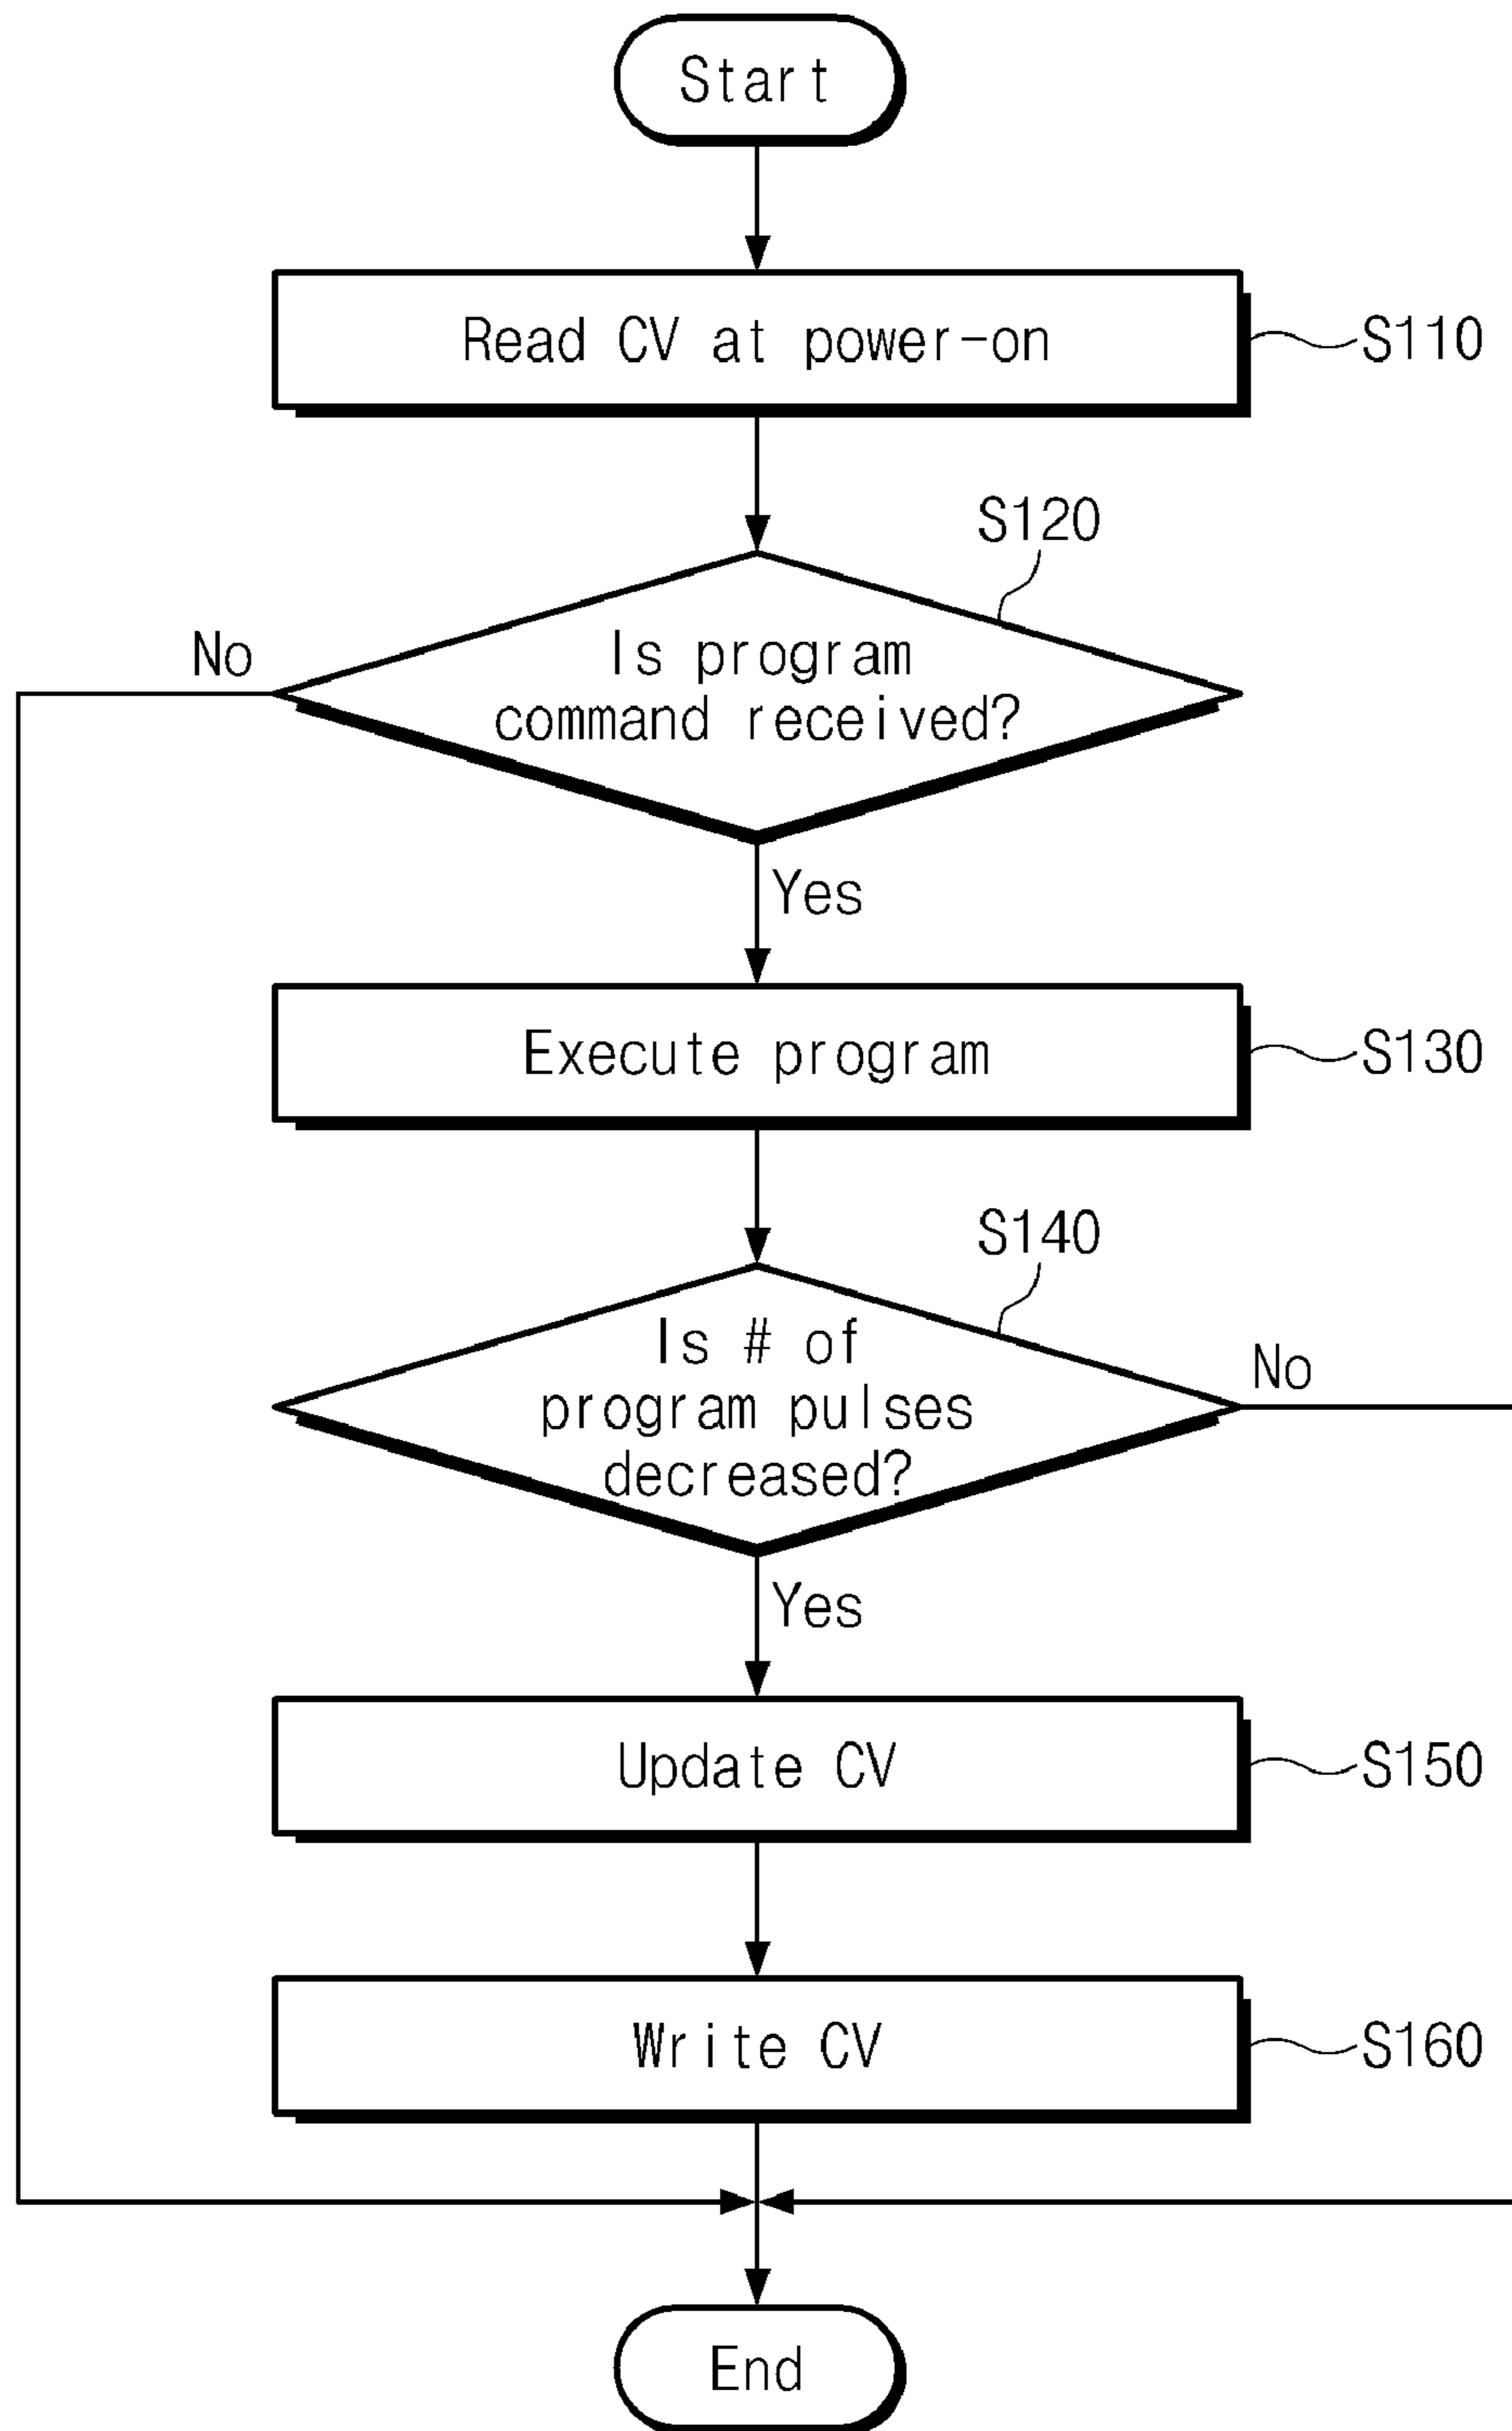 Start
Read CV at power-on
S110
S120
No
Is program
command received?
Yes
Execute program
S130
S140
Is # of
program pulses
decreased?
No
Yes
Update CV
S150
Write CV
S160
End